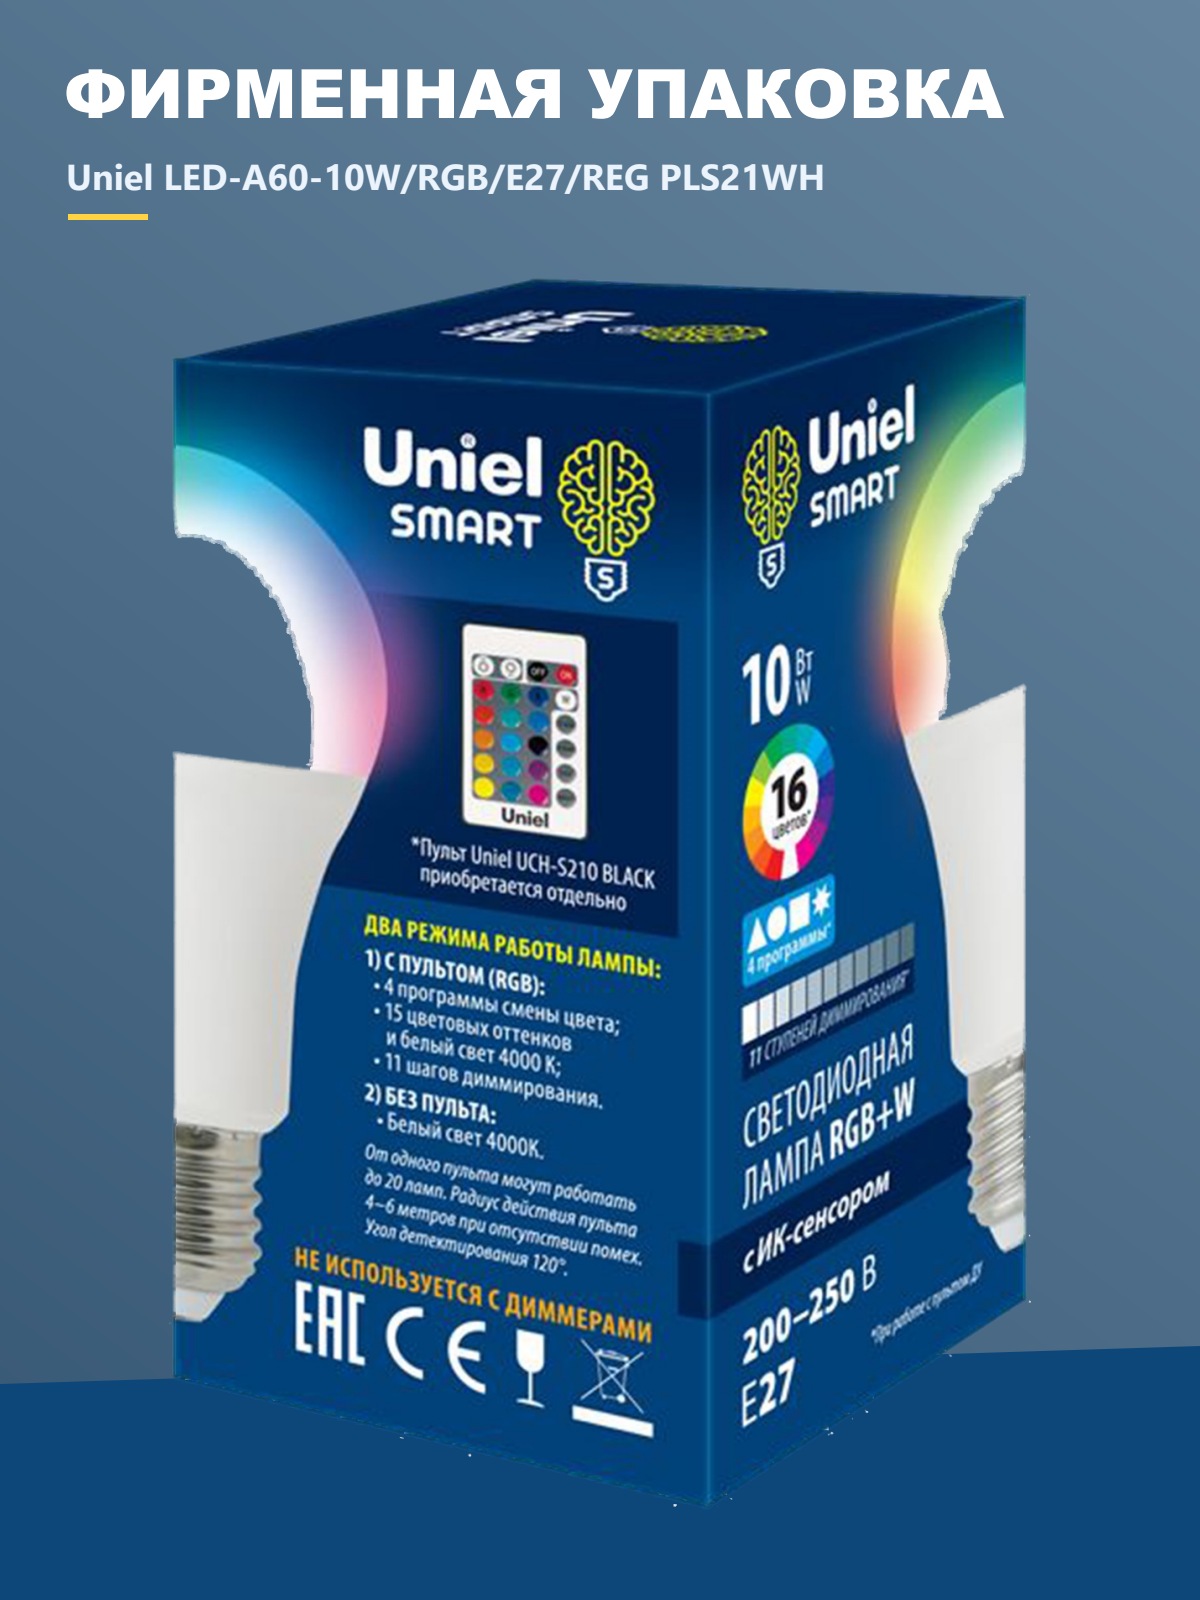 ФИРМЕННАЯ УПАКОВКА
Uniel LED-A60-10W/RGB/E27/REG PLS21WH
Uniel
SMART
Uniel®
SMART
S
OFF
ON
W
Uniel
*Пульт Uniel UCH-S210 BLACK
приобретается отдельно
ДВА РЕЖИМА РАБОТЫ ЛАМПЫ:
1) С ПУЛЬТОМ (RGB):
• 4 программы смены цвета;
• 15 цветовых оттенков
и белый свет 4000 К;
• 11 шагов диммирования.
2) БЕЗ ПУЛЬТА:
• Белый свет 4000К.
От одного пульта могут работать
до 20 ламп. Радиус действия пульта
4–6 метров при отсутствии помех.
Угол детектирования 120°.
НЕ ИСПОЛЬЗУЕТСЯ С ДИММЕРАМИ
EAC CE
Uniel
SMART
S
10 Вт
W
16
цветов*
4 программы*
11 СТУПЕНЕЙ ДИММИРОВАНИЯ*
СВЕТОДИОДНАЯ
ЛАМПА RGB+W
с ИК-сенсором
200–250 В
E27
*При работе с пультом ДУ